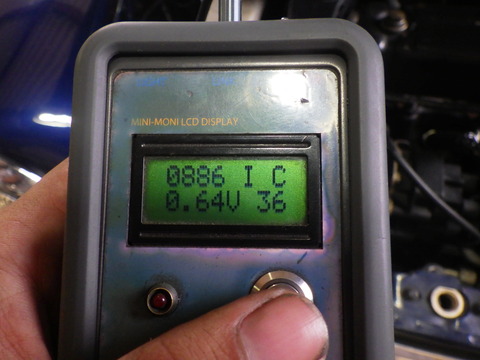 MINI-MONI LCD DISPLAY
0886 I C
0.64V 36